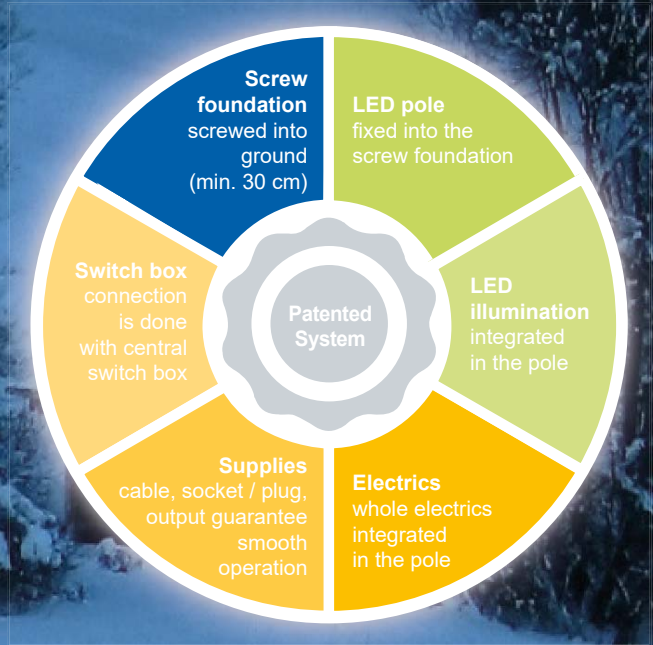 Screw
foundation
screwed into
ground
(min. 30 cm)
LED pole
fixed into the
screw foundation
LED
illumination
integrated
in the pole
Electrics
whole electrics
integrated
in the pole
Supplies
cable, socket / plug,
output guarantee
smooth
operation
Switch box
connection
is done
with central
switch box
Patented
System